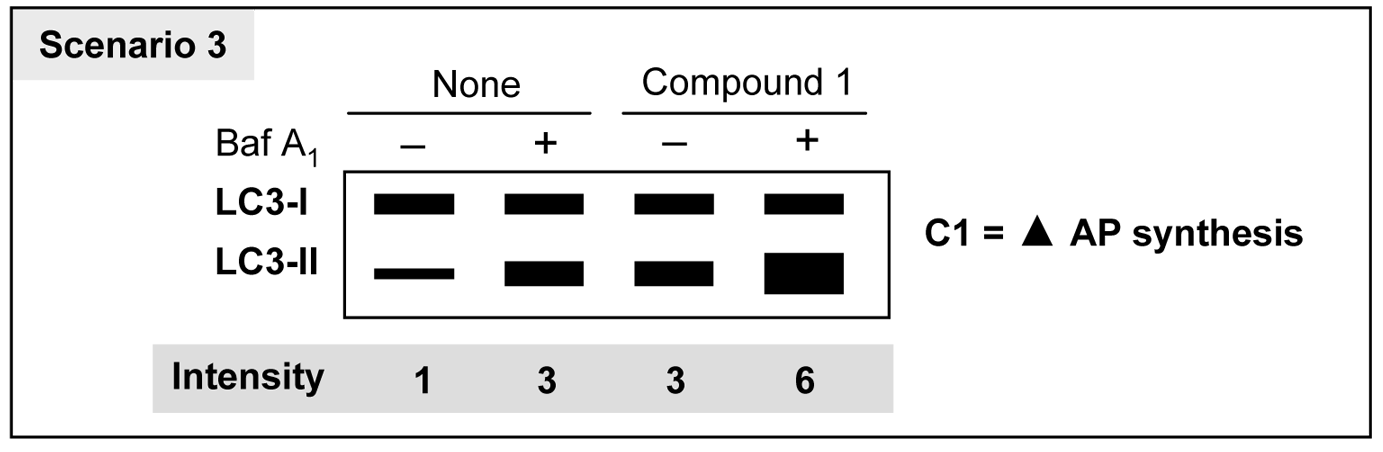 Scenario 3
None Compound 1
Baf A₁ – + – +
LC3-I
LC3-II
C1 = ▲ AP synthesis
Intensity 1 3 3 6